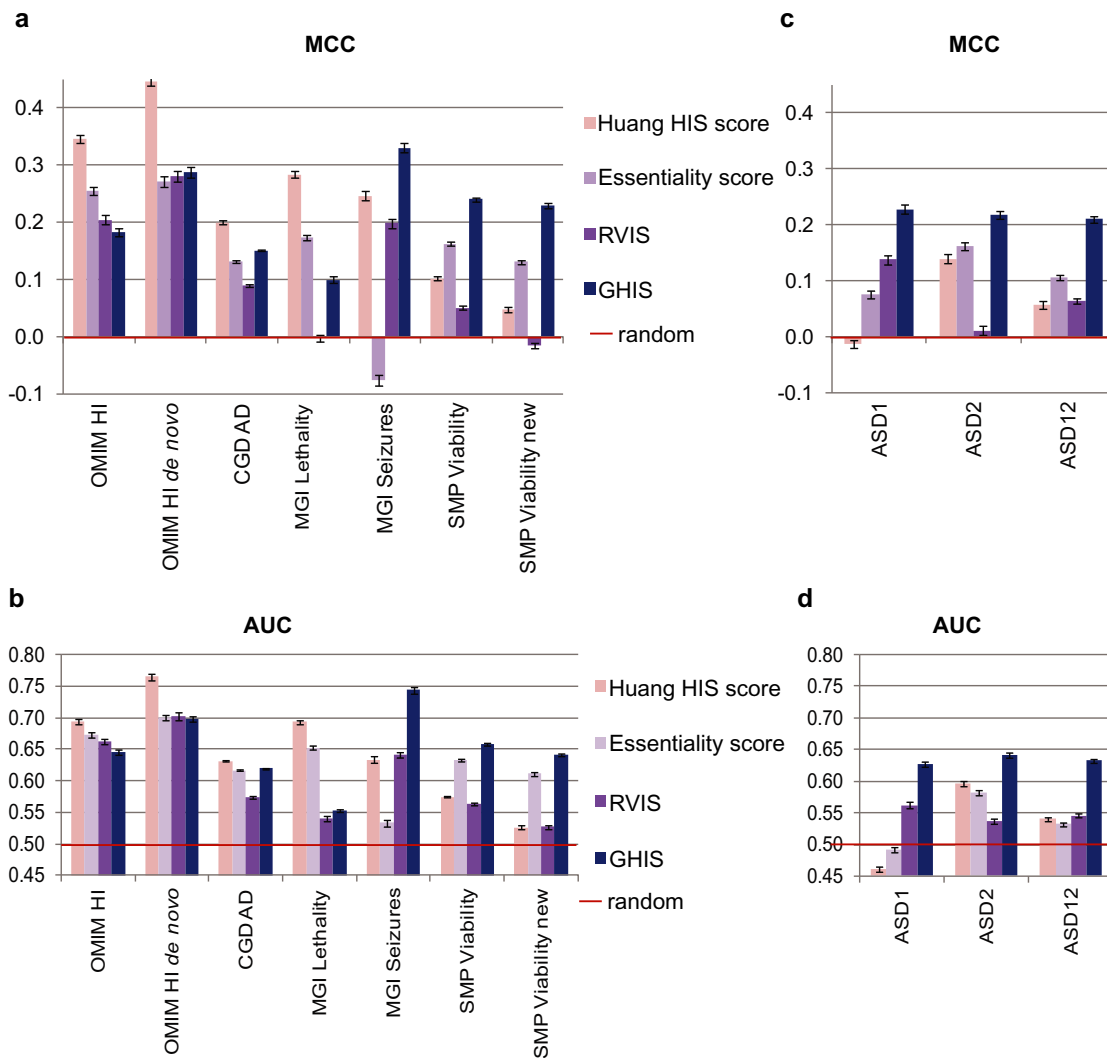 a
MCC
0.4
0.3
0.2
0.1
0.0
-0.1
OMIM HI
OMIM HI de novo
CGD AD
MGI Lethality
MGI Seizures
SMP Viability
SMP Viability new
Huang HIS score
Essentiality score
RVIS
GHIS
random
c
MCC
0.4
0.3
0.2
0.1
0.0
-0.1
ASD1
ASD2
ASD12
b
AUC
0.80
0.75
0.70
0.65
0.60
0.55
0.50
0.45
OMIM HI
OMIM HI de novo
CGD AD
MGI Lethality
MGI Seizures
SMP Viability
SMP Viability new
Huang HIS score
Essentiality score
RVIS
GHIS
random
d
AUC
0.80
0.75
0.70
0.65
0.60
0.55
0.50
0.45
ASD1
ASD2
ASD12